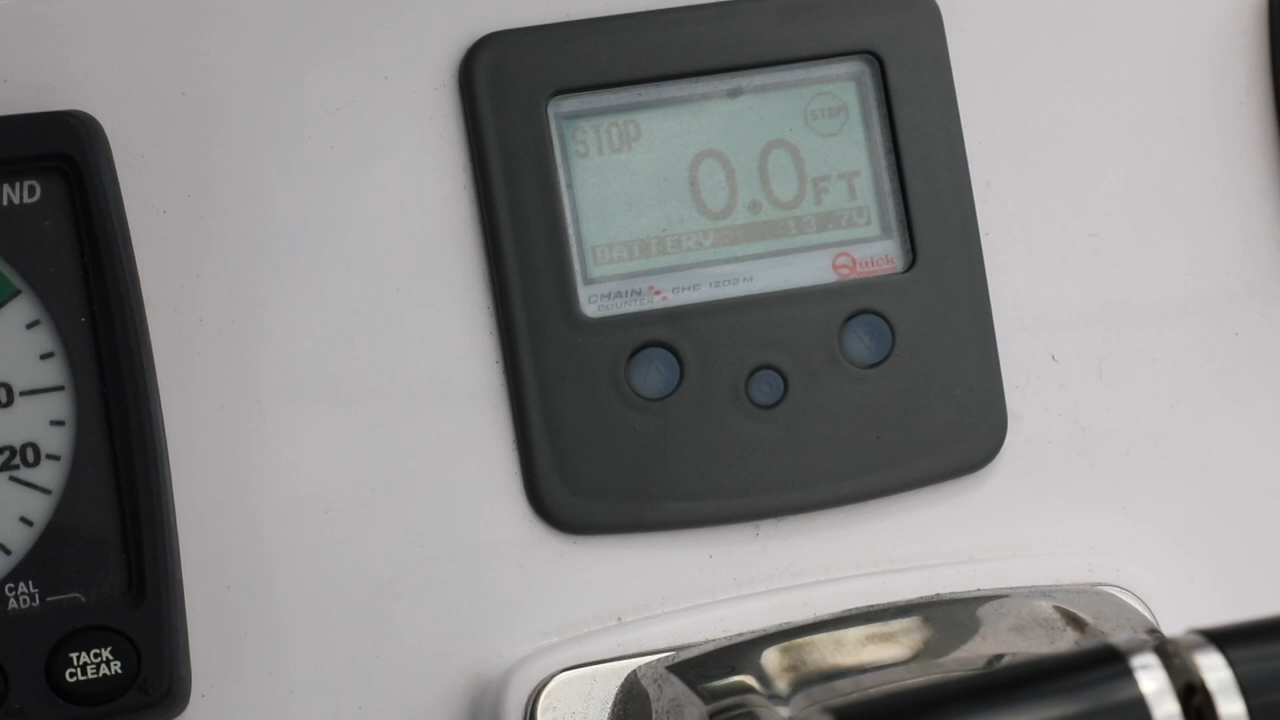 ND
0
20
CAL
ADJ
TACK
CLEAR
STOP
STOP
0.0FT
BATTERY 13.7V
CHAIN
COUNTER
CHC 1202M
Quick